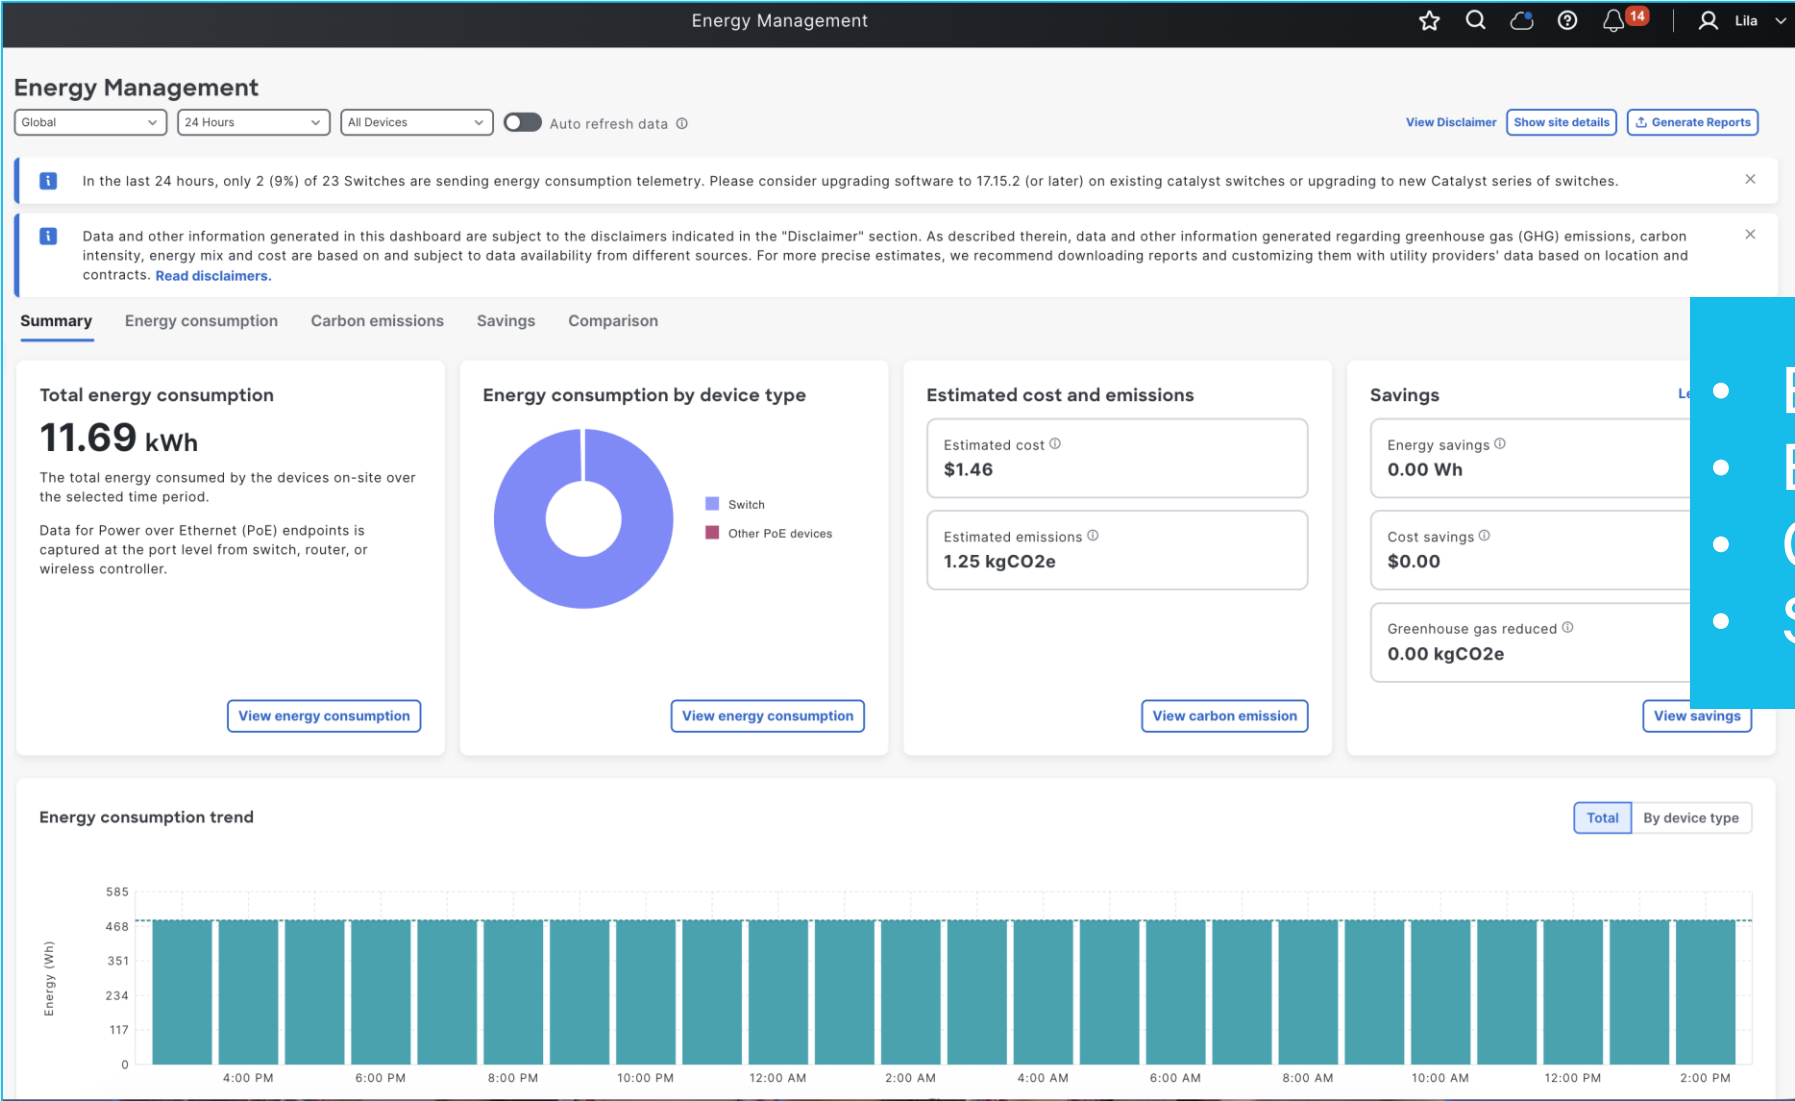 Energy Management
14
Lila
Energy Management
Global
24 Hours
All Devices
Auto refresh data
View Disclaimer
Show site details
Generate Reports
In the last 24 hours, only 2 (9%) of 23 Switches are sending energy consumption telemetry. Please consider upgrading software to 17.15.2 (or later) on existing catalyst switches or upgrading to new Catalyst series of switches.
Data and other information generated in this dashboard are subject to the disclaimers indicated in the "Disclaimer" section. As described therein, data and other information generated regarding greenhouse gas (GHG) emissions, carbon
intensity, energy mix and cost are based on and subject to data availability from different sources. For more precise estimates, we recommend downloading reports and customizing them with utility providers' data based on location and
contracts. Read disclaimers.
Summary
Energy consumption
Carbon emissions
Savings
Comparison
Total energy consumption
11.69 kWh
The total energy consumed by the devices on-site over
the selected time period.
Data for Power over Ethernet (PoE) endpoints is
captured at the port level from switch, router, or
wireless controller.
View energy consumption
Energy consumption by device type
Switch
Other PoE devices
View energy consumption
Estimated cost and emissions
Estimated cost
$1.46
Estimated emissions
1.25 kgCO2e
View carbon emission
Savings
Energy savings
0.00 Wh
Cost savings
$0.00
Greenhouse gas reduced
0.00 kgCO2e
View savings
Energy consumption trend
Total
By device type
Energy (Wh)
585
468
351
234
117
0
4:00 PM
6:00 PM
8:00 PM
10:00 PM
12:00 AM
2:00 AM
4:00 AM
6:00 AM
8:00 AM
10:00 AM
12:00 PM
2:00 PM